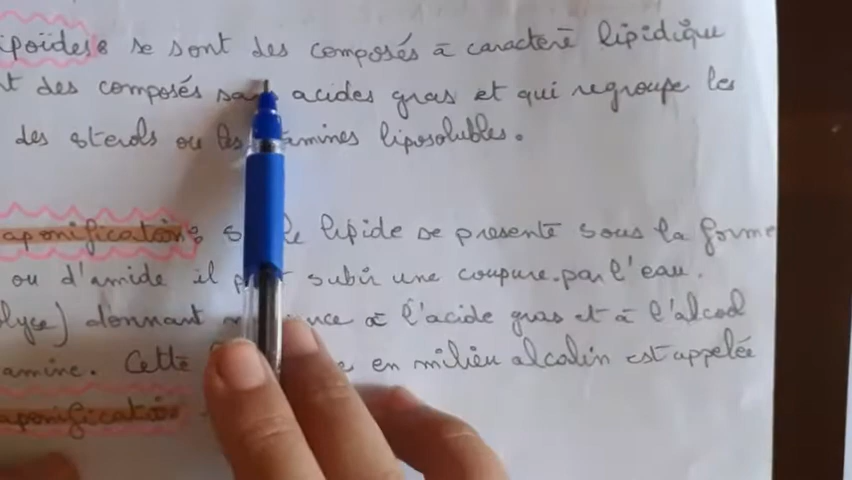 ipoïdes : se sont des composés à caractère lipidique
nt des composés sa acides gras et qui regroupe les
des sterols ou les amines liposolubles.
aponification : s le lipide se presente sous la forme
ou d'amide il p t subir une coupure par l'eau.
olyse) donnant nce à l'acide gras et à l'alcool
amine. Cette e en milieu alcalin est appelée
aponification